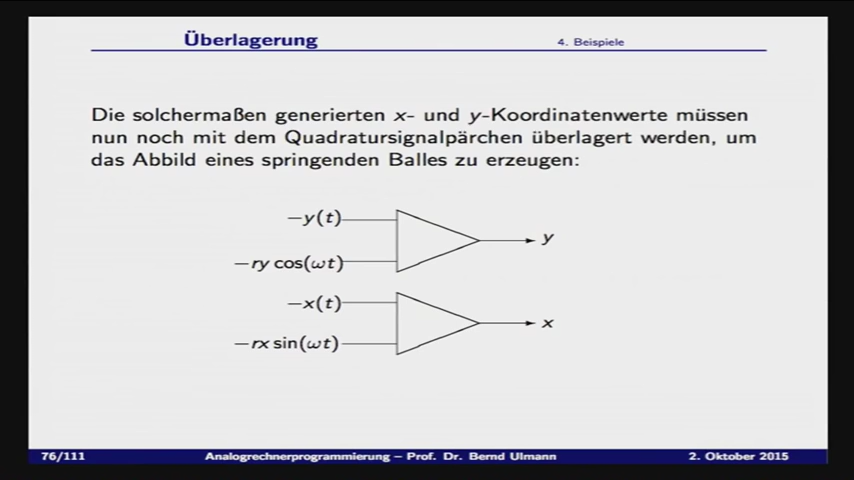 Überlagerung 4. Beispiele
Die solchermaßen generierten x- und y-Koordinatenwerte müssen
nun noch mit dem Quadratursignalpärchen überlagert werden, um
das Abbild eines springenden Balles zu erzeugen:
−y(t)
y
−ry cos(ωt)
−x(t)
x
−rx sin(ωt)
76/111 Analogrechnerprogrammierung – Prof. Dr. Bernd Ulmann 2. Oktober 2015